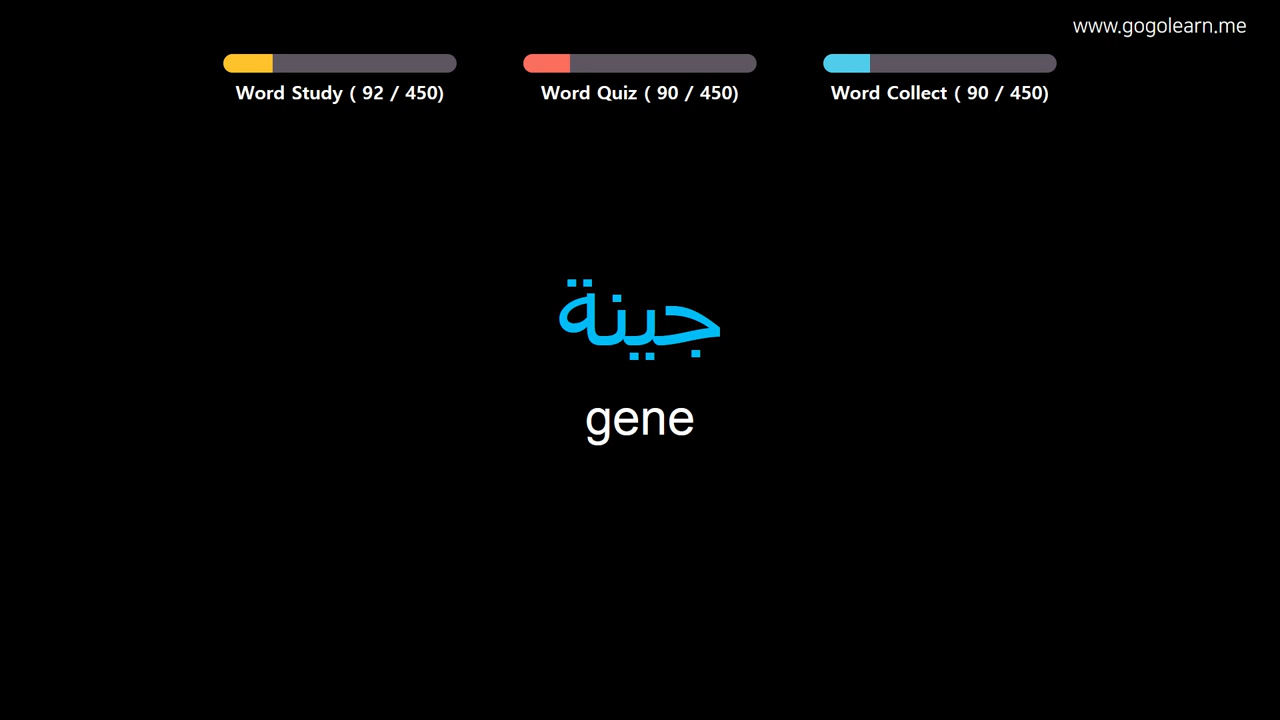 www.gogolearn.me
Word Study ( 92 / 450)
Word Quiz ( 90 / 450)
Word Collect ( 90 / 450)
جينة
gene